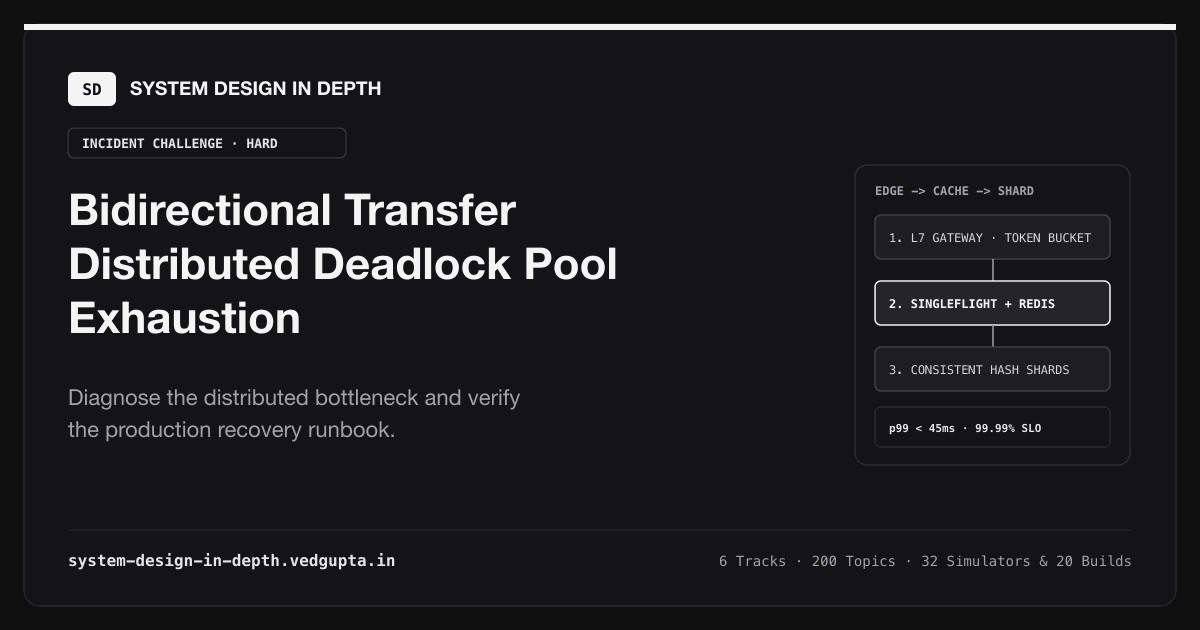 SD
SYSTEM DESIGN IN DEPTH
INCIDENT CHALLENGE · HARD
Bidirectional Transfer
Distributed Deadlock Pool
Exhaustion
Diagnose the distributed bottleneck and verify
the production recovery runbook.
EDGE —> CACHE —> SHARD
1. L7 GATEWAY · TOKEN BUCKET
2. SINGLEFLIGHT + REDIS
3. CONSISTENT HASH SHARDS
p99 < 45ms · 99.99% SLO
system-design-in-depth.vedgupta.in
6 Tracks · 200 Topics · 32 Simulators & 20 Builds